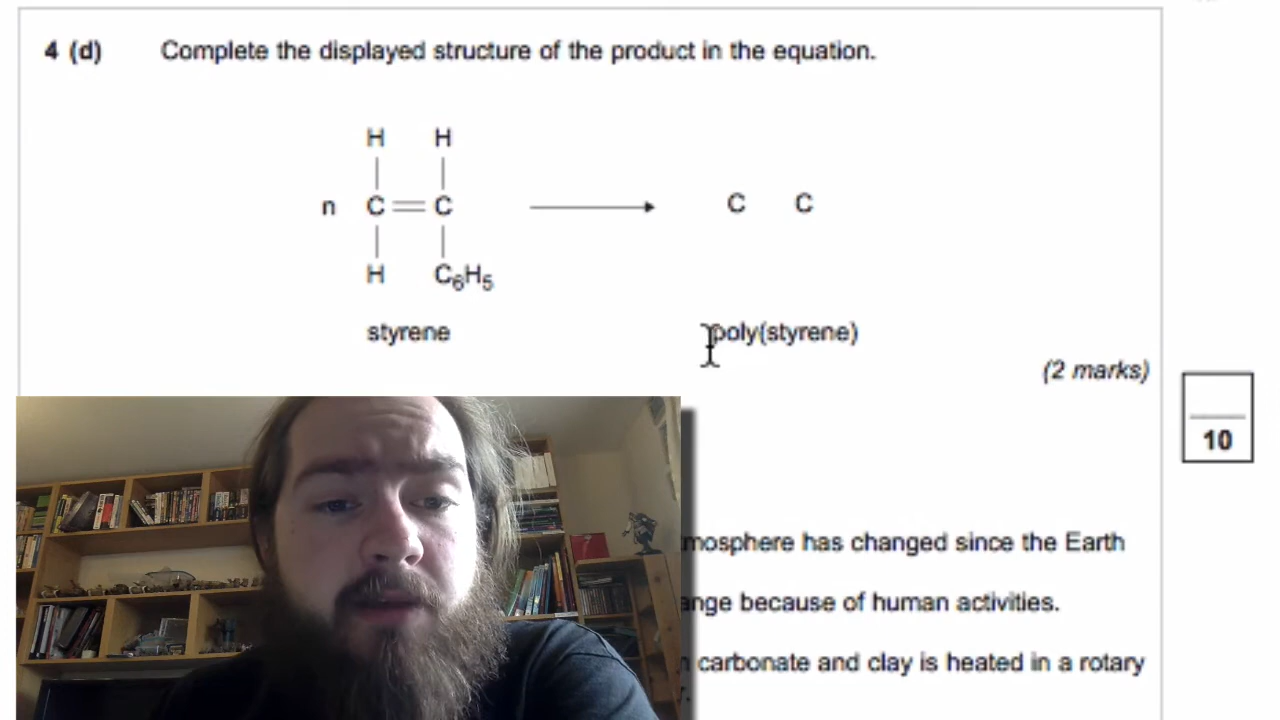 4 (d) Complete the displayed structure of the product in the equation.
H H
n C C C C
H C6H5
styrene poly(styrene)
(2 marks)
10
mosphere has changed since the Earth
ange because of human activities.
carbonate and clay is heated in a rotary